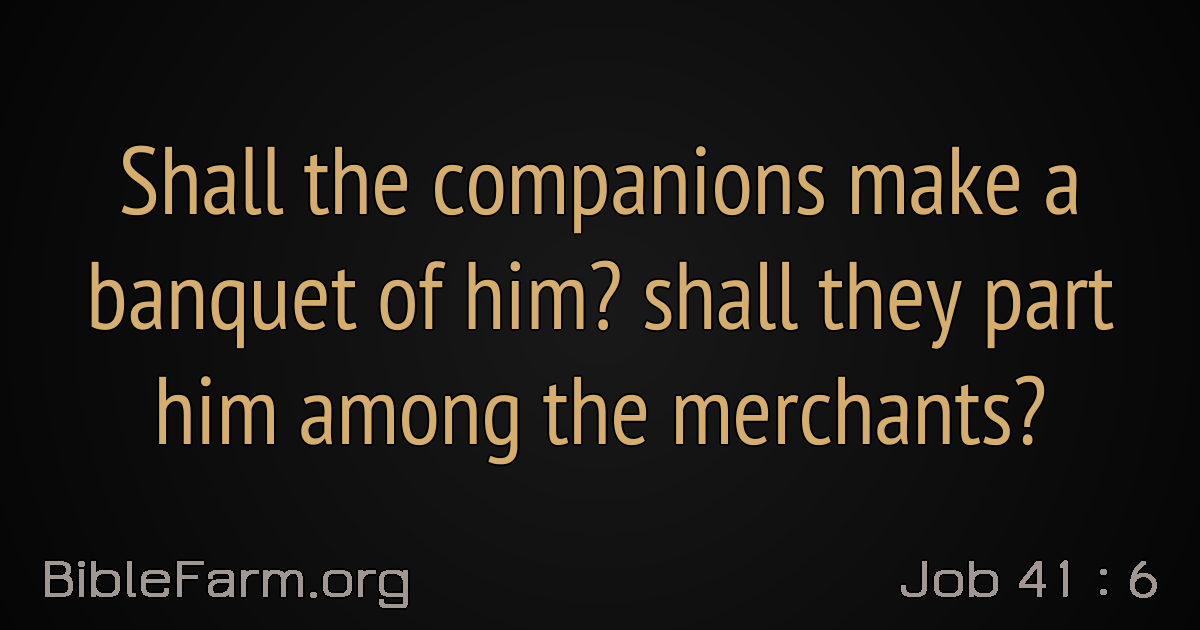 Shall the companions make a
banquet of him? shall they part
him among the merchants?
BibleFarm.org
Job 41 : 6